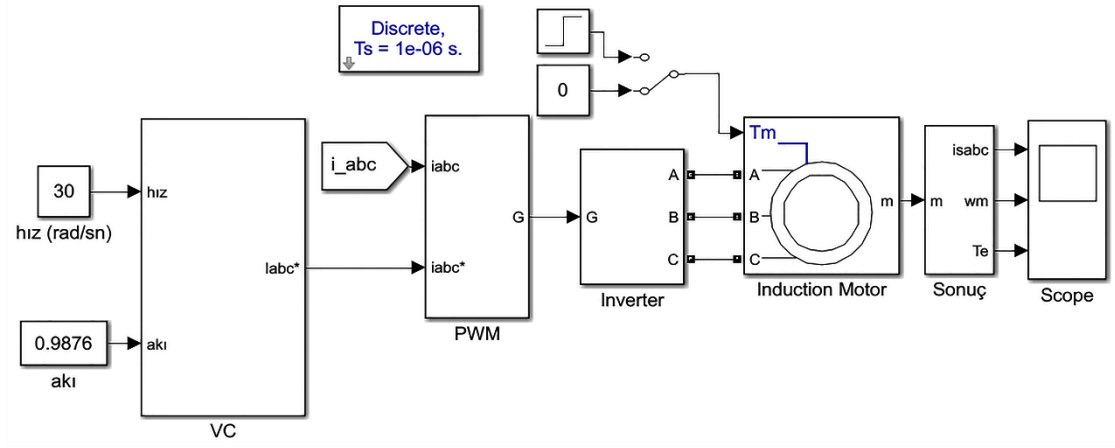 Discrete,
Ts = 1e-06 s.
0
Tm
30
hız (rad/sn)
hız
Iabc*
0.9876
akı
akı
VC
i_abc
iabc
iabc*
G
PWM
G
A
B
C
Inverter
A
B
C
m
Induction Motor
m
isabc
wm
Te
Sonuç
Scope